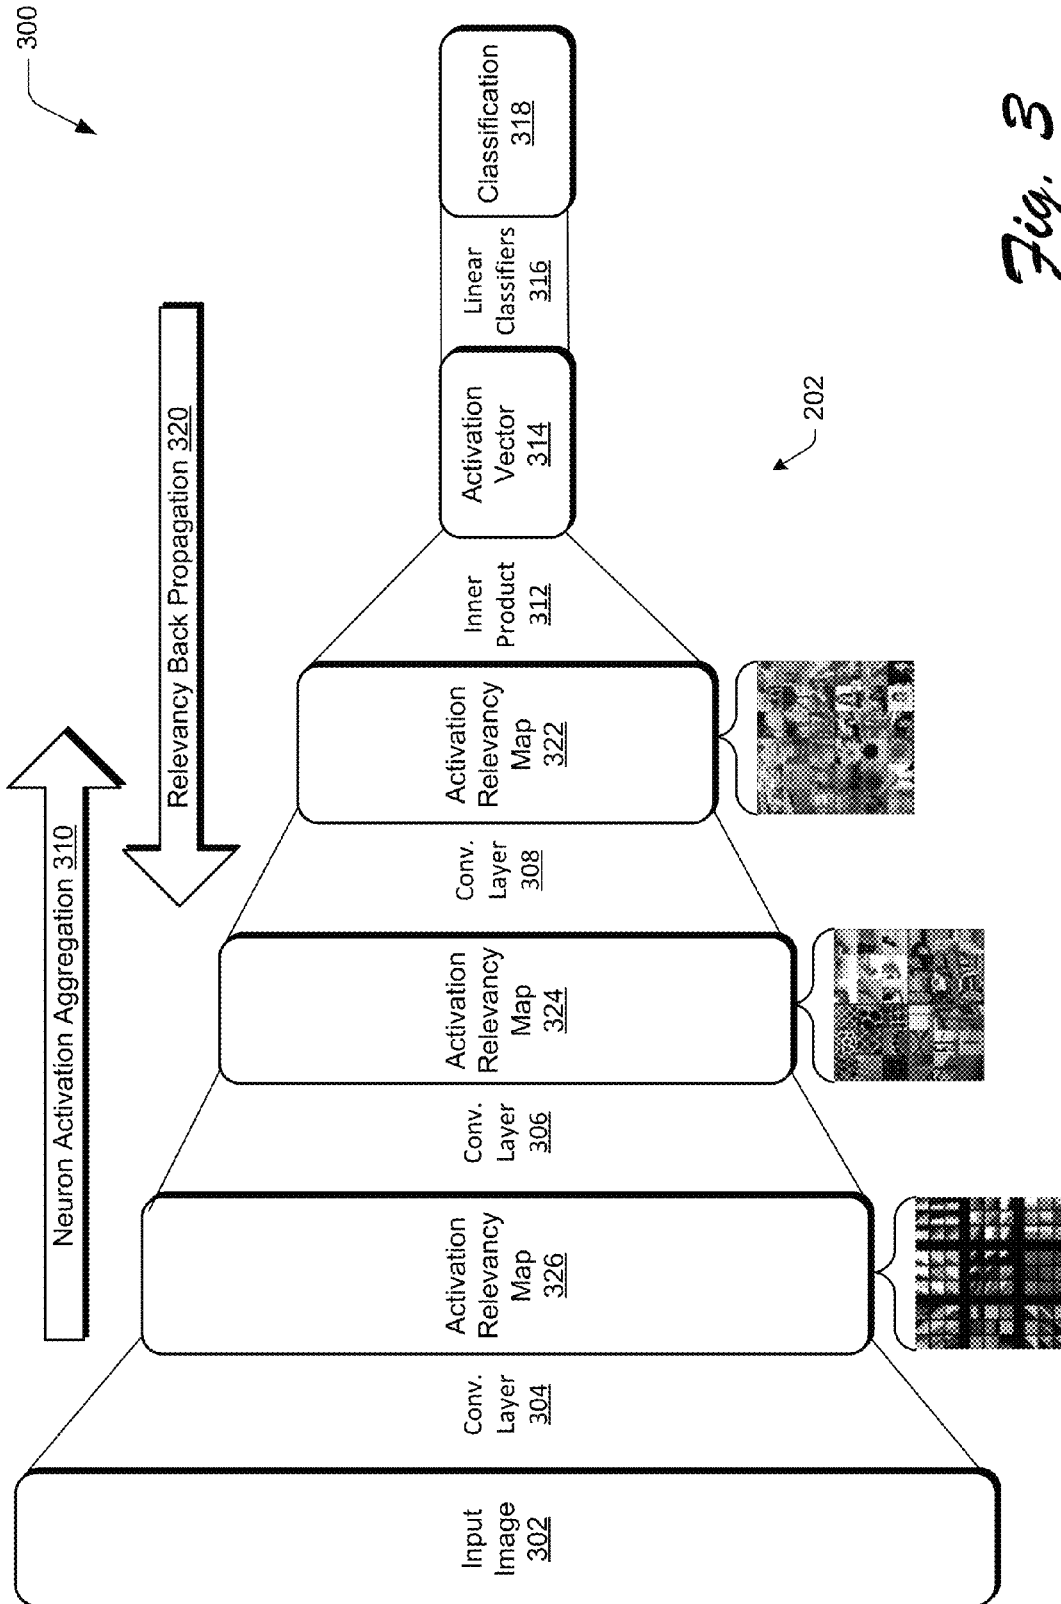 300
Neuron Activation Aggregation 310
Relevancy Back Propagation 320
Input
Image
302
Conv.
Layer
304
Activation
Relevancy
Map
326
Conv.
Layer
306
Activation
Relevancy
Map
324
Conv.
Layer
308
Activation
Relevancy
Map
322
Inner
Product
312
Activation
Vector
314
Linear
Classifiers
316
Classification
318
202
Fig. 3